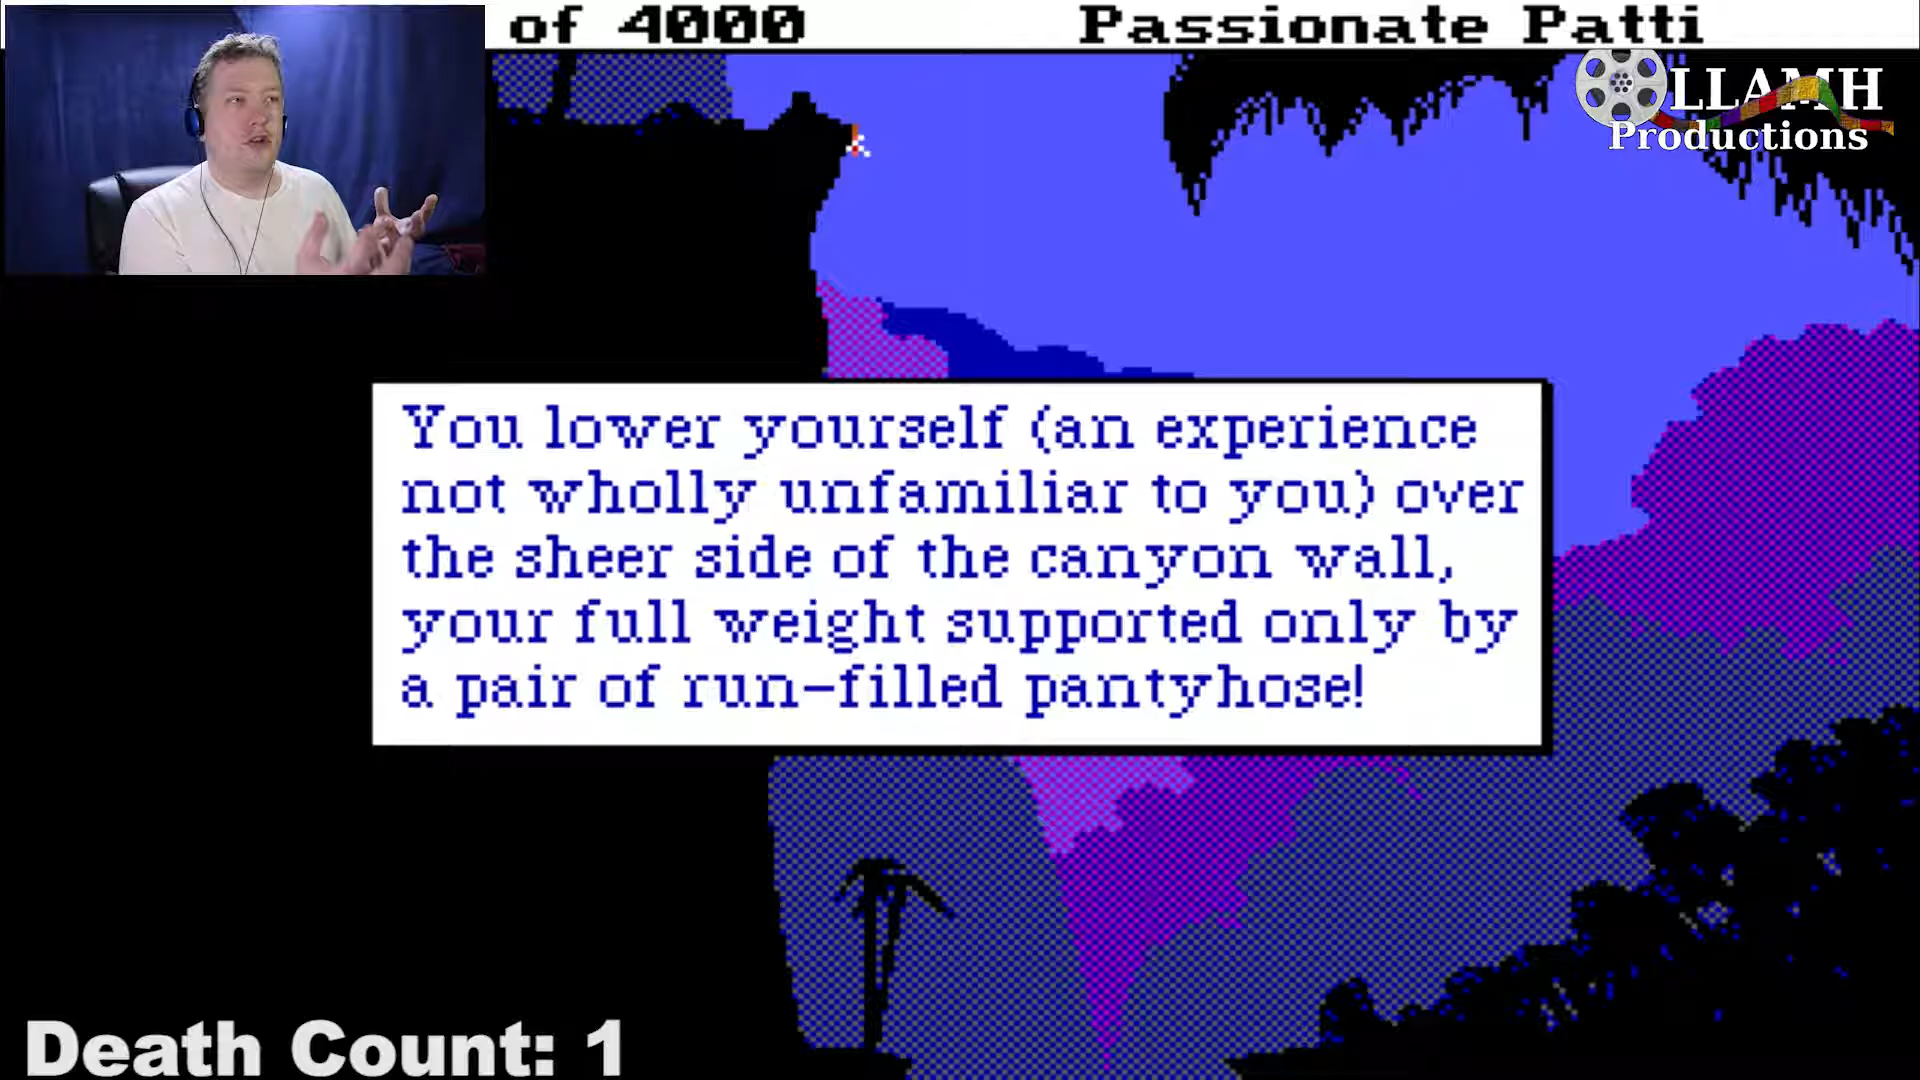 of 4000 Passionate Patti
LLAMH
Productions
You lower yourself (an experience
not wholly unfamiliar to you) over
the sheer side of the canyon wall,
your full weight supported only by
a pair of run-filled pantyhose!
Death Count: 1